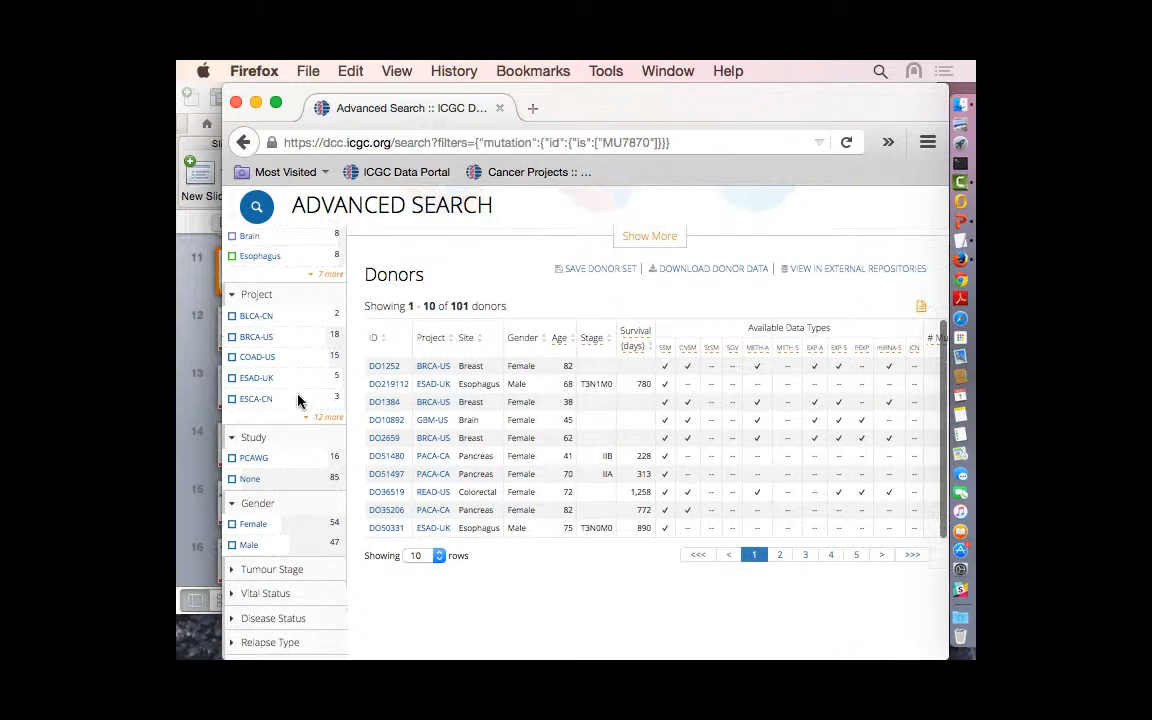 Firefox File Edit View History Bookmarks Tools Window Help
Advanced Search :: ICGC D...
https://dcc.icgc.org/search?filters={"mutation":{"id":{"is":["MU7870"]}}}
Most Visited ICGC Data Portal Cancer Projects :: ...
New Slid
ADVANCED SEARCH
Show More
Brain 8
Esophagus 8
7 more
Project
BLCA-CN 2
BRCA-US 18
COAD-US 15
ESAD-UK 5
ESCA-CN 3
12 more
Study
PCAWG 16
None 85
Gender
Female 54
Male 47
Tumour Stage
Vital Status
Disease Status
Relapse Type
Donors
SAVE DONOR SET DOWNLOAD DONOR DATA VIEW IN EXTERNAL REPOSITORIES
Showing 1 - 10 of 101 donors
ID Project Site Gender Age Stage Survival (days) Available Data Types # Mu
SSM CNSM StSM SGV METH-A METH-S EXP-A EXP-S PEXP miRNA-S JCN
DO1252 BRCA-US Breast Female 82 ✓ ✓ -- -- ✓ -- ✓ ✓ -- ✓ --
DO219112 ESAD-UK Esophagus Male 68 T3N1M0 780 ✓ -- -- -- -- -- -- -- -- -- --
DO1384 BRCA-US Breast Female 38 ✓ ✓ -- -- ✓ -- ✓ ✓ ✓ ✓ --
DO10892 GBM-US Brain Female 45 ✓ ✓ -- -- ✓ -- ✓ ✓ ✓ -- --
DO2659 BRCA-US Breast Female 62 ✓ ✓ -- -- ✓ -- ✓ ✓ ✓ ✓ --
DO51480 PACA-CA Pancreas Female 41 IIB 228 ✓ -- -- -- -- -- -- -- -- -- --
DO51497 PACA-CA Pancreas Female 70 IIA 313 ✓ -- -- -- -- -- -- -- -- -- --
DO36519 READ-US Colorectal Female 72 1,258 ✓ ✓ -- -- ✓ -- -- ✓ ✓ ✓ --
DO35206 PACA-CA Pancreas Female 82 772 ✓ ✓ -- -- -- -- -- -- -- -- --
DO50331 ESAD-UK Esophagus Male 75 T3N0M0 890 ✓ -- -- -- -- -- -- -- -- -- --
Showing 10 rows
<<< < 1 2 3 4 5 > >>>
11
12
13
14
15
16